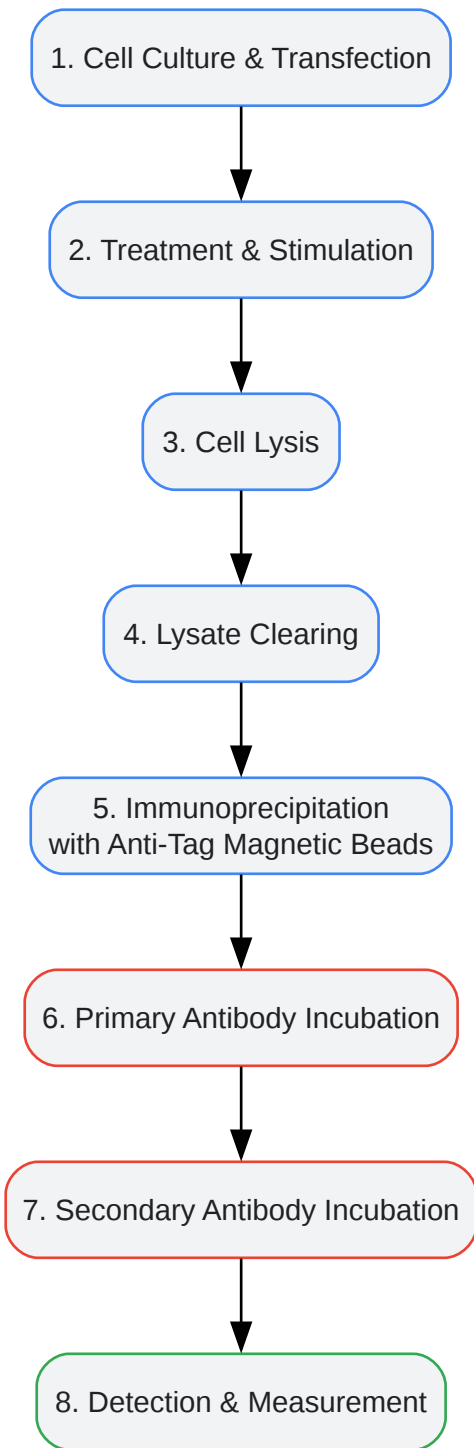 1. Cell Culture & Transfection
2. Treatment & Stimulation
3. Cell Lysis
4. Lysate Clearing
5. Immunoprecipitation
with Anti-Tag Magnetic Beads
6. Primary Antibody Incubation
7. Secondary Antibody Incubation
8. Detection & Measurement